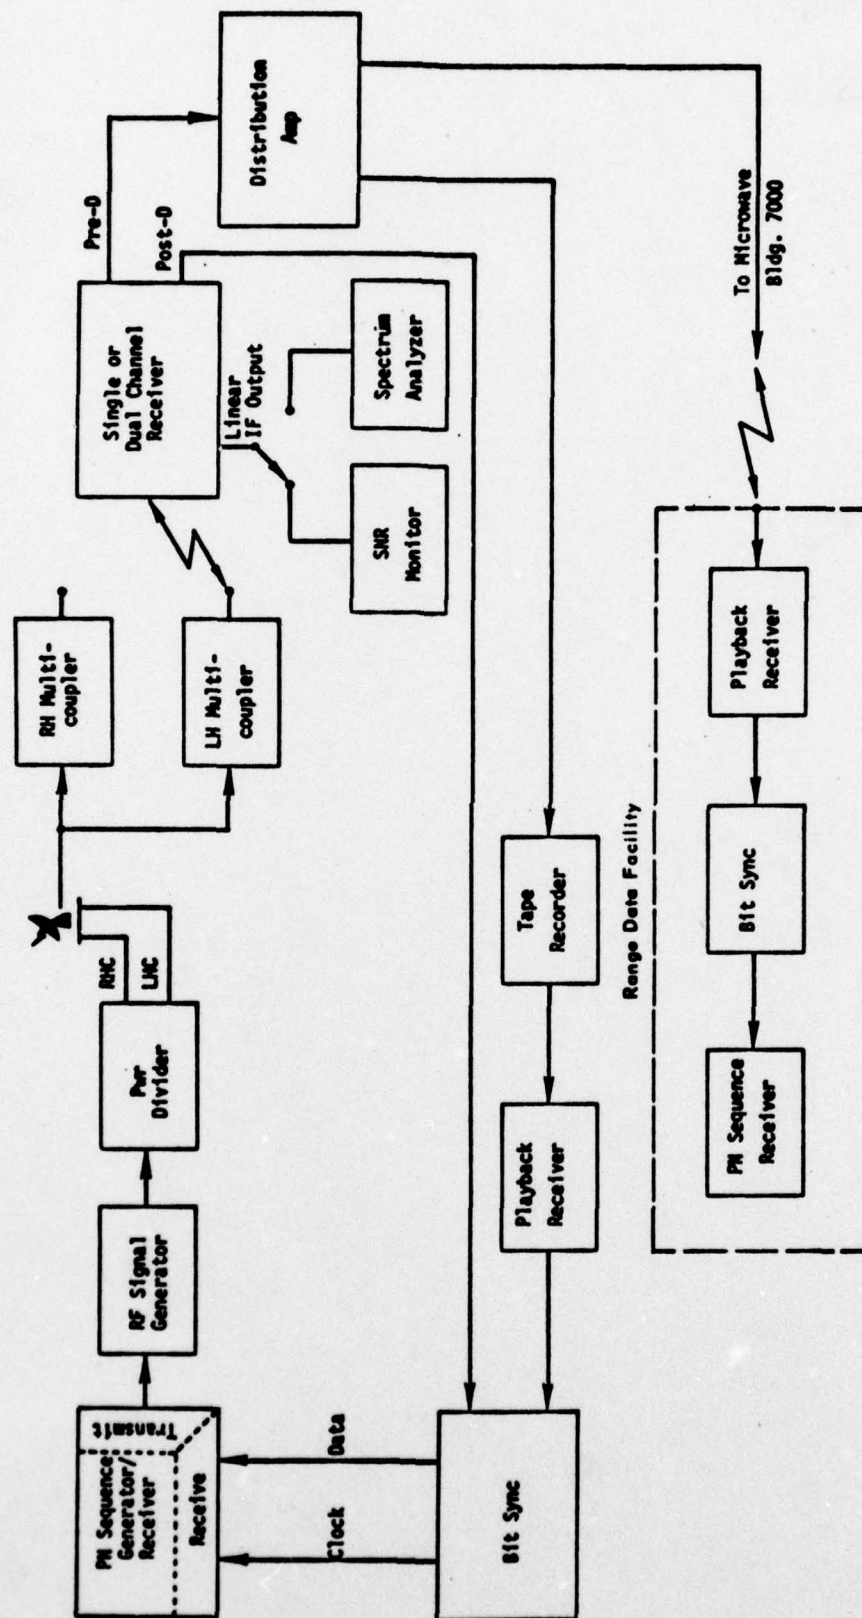 PN Sequence
Generator/
Receiver
Transmit
Receive
RF Signal
Generator
Pwr
Divider
RHC
LHC
RH Multi-
coupler
LH Multi-
coupler
Single or
Dual Channel
Receiver
Pre-D
Post-D
Linear
IF Output
Distribution
Amp
SNR
Monitor
Spectrum
Analyzer
Clock
Data
Bit Sync
Playback
Receiver
Tape
Recorder
To Microwave
Bldg. 7000
Range Data Facility
PN Sequence
Receiver
Bit Sync
Playback
Receiver